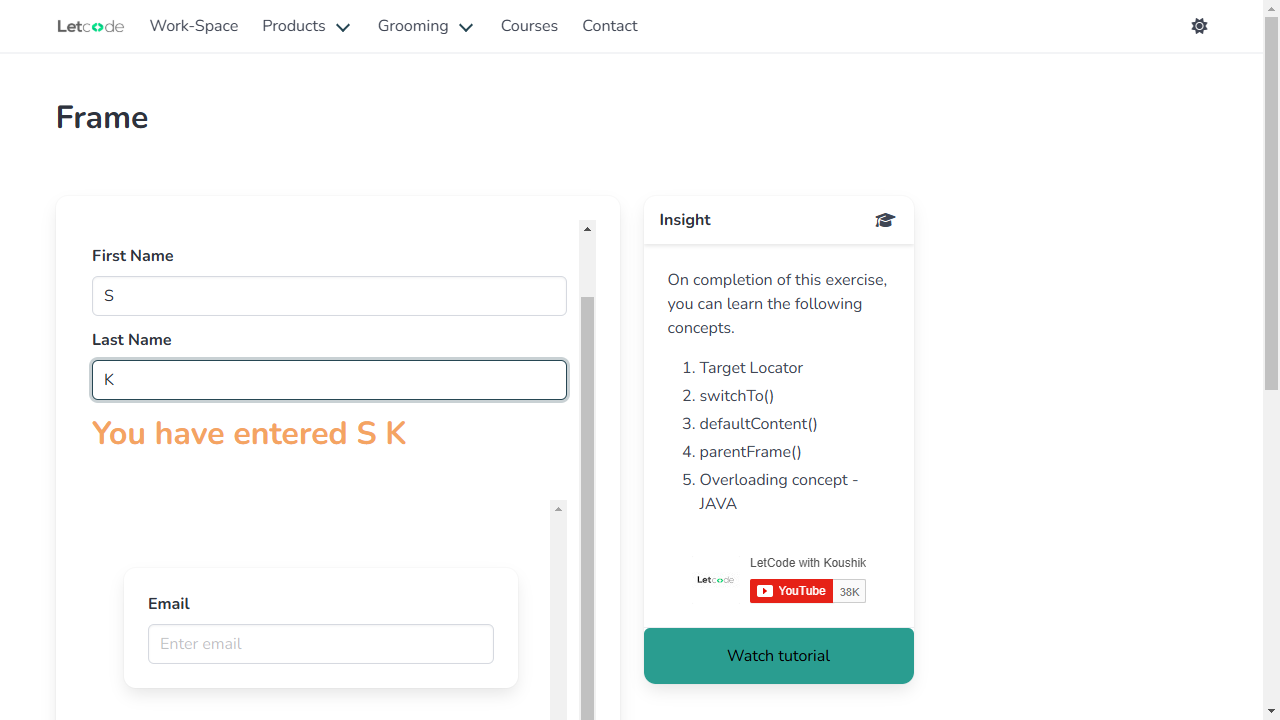 Letcode Work-Space Products Grooming Courses Contact
Frame
First Name
S
Last Name
K
You have entered S K
Email
Enter email
Insight
On completion of this exercise,
you can learn the following
concepts.
1. Target Locator
2. switchTo()
3. defaultContent()
4. parentFrame()
5. Overloading concept -
JAVA
Letcode
LetCode with Koushik
YouTube 38K
Watch tutorial